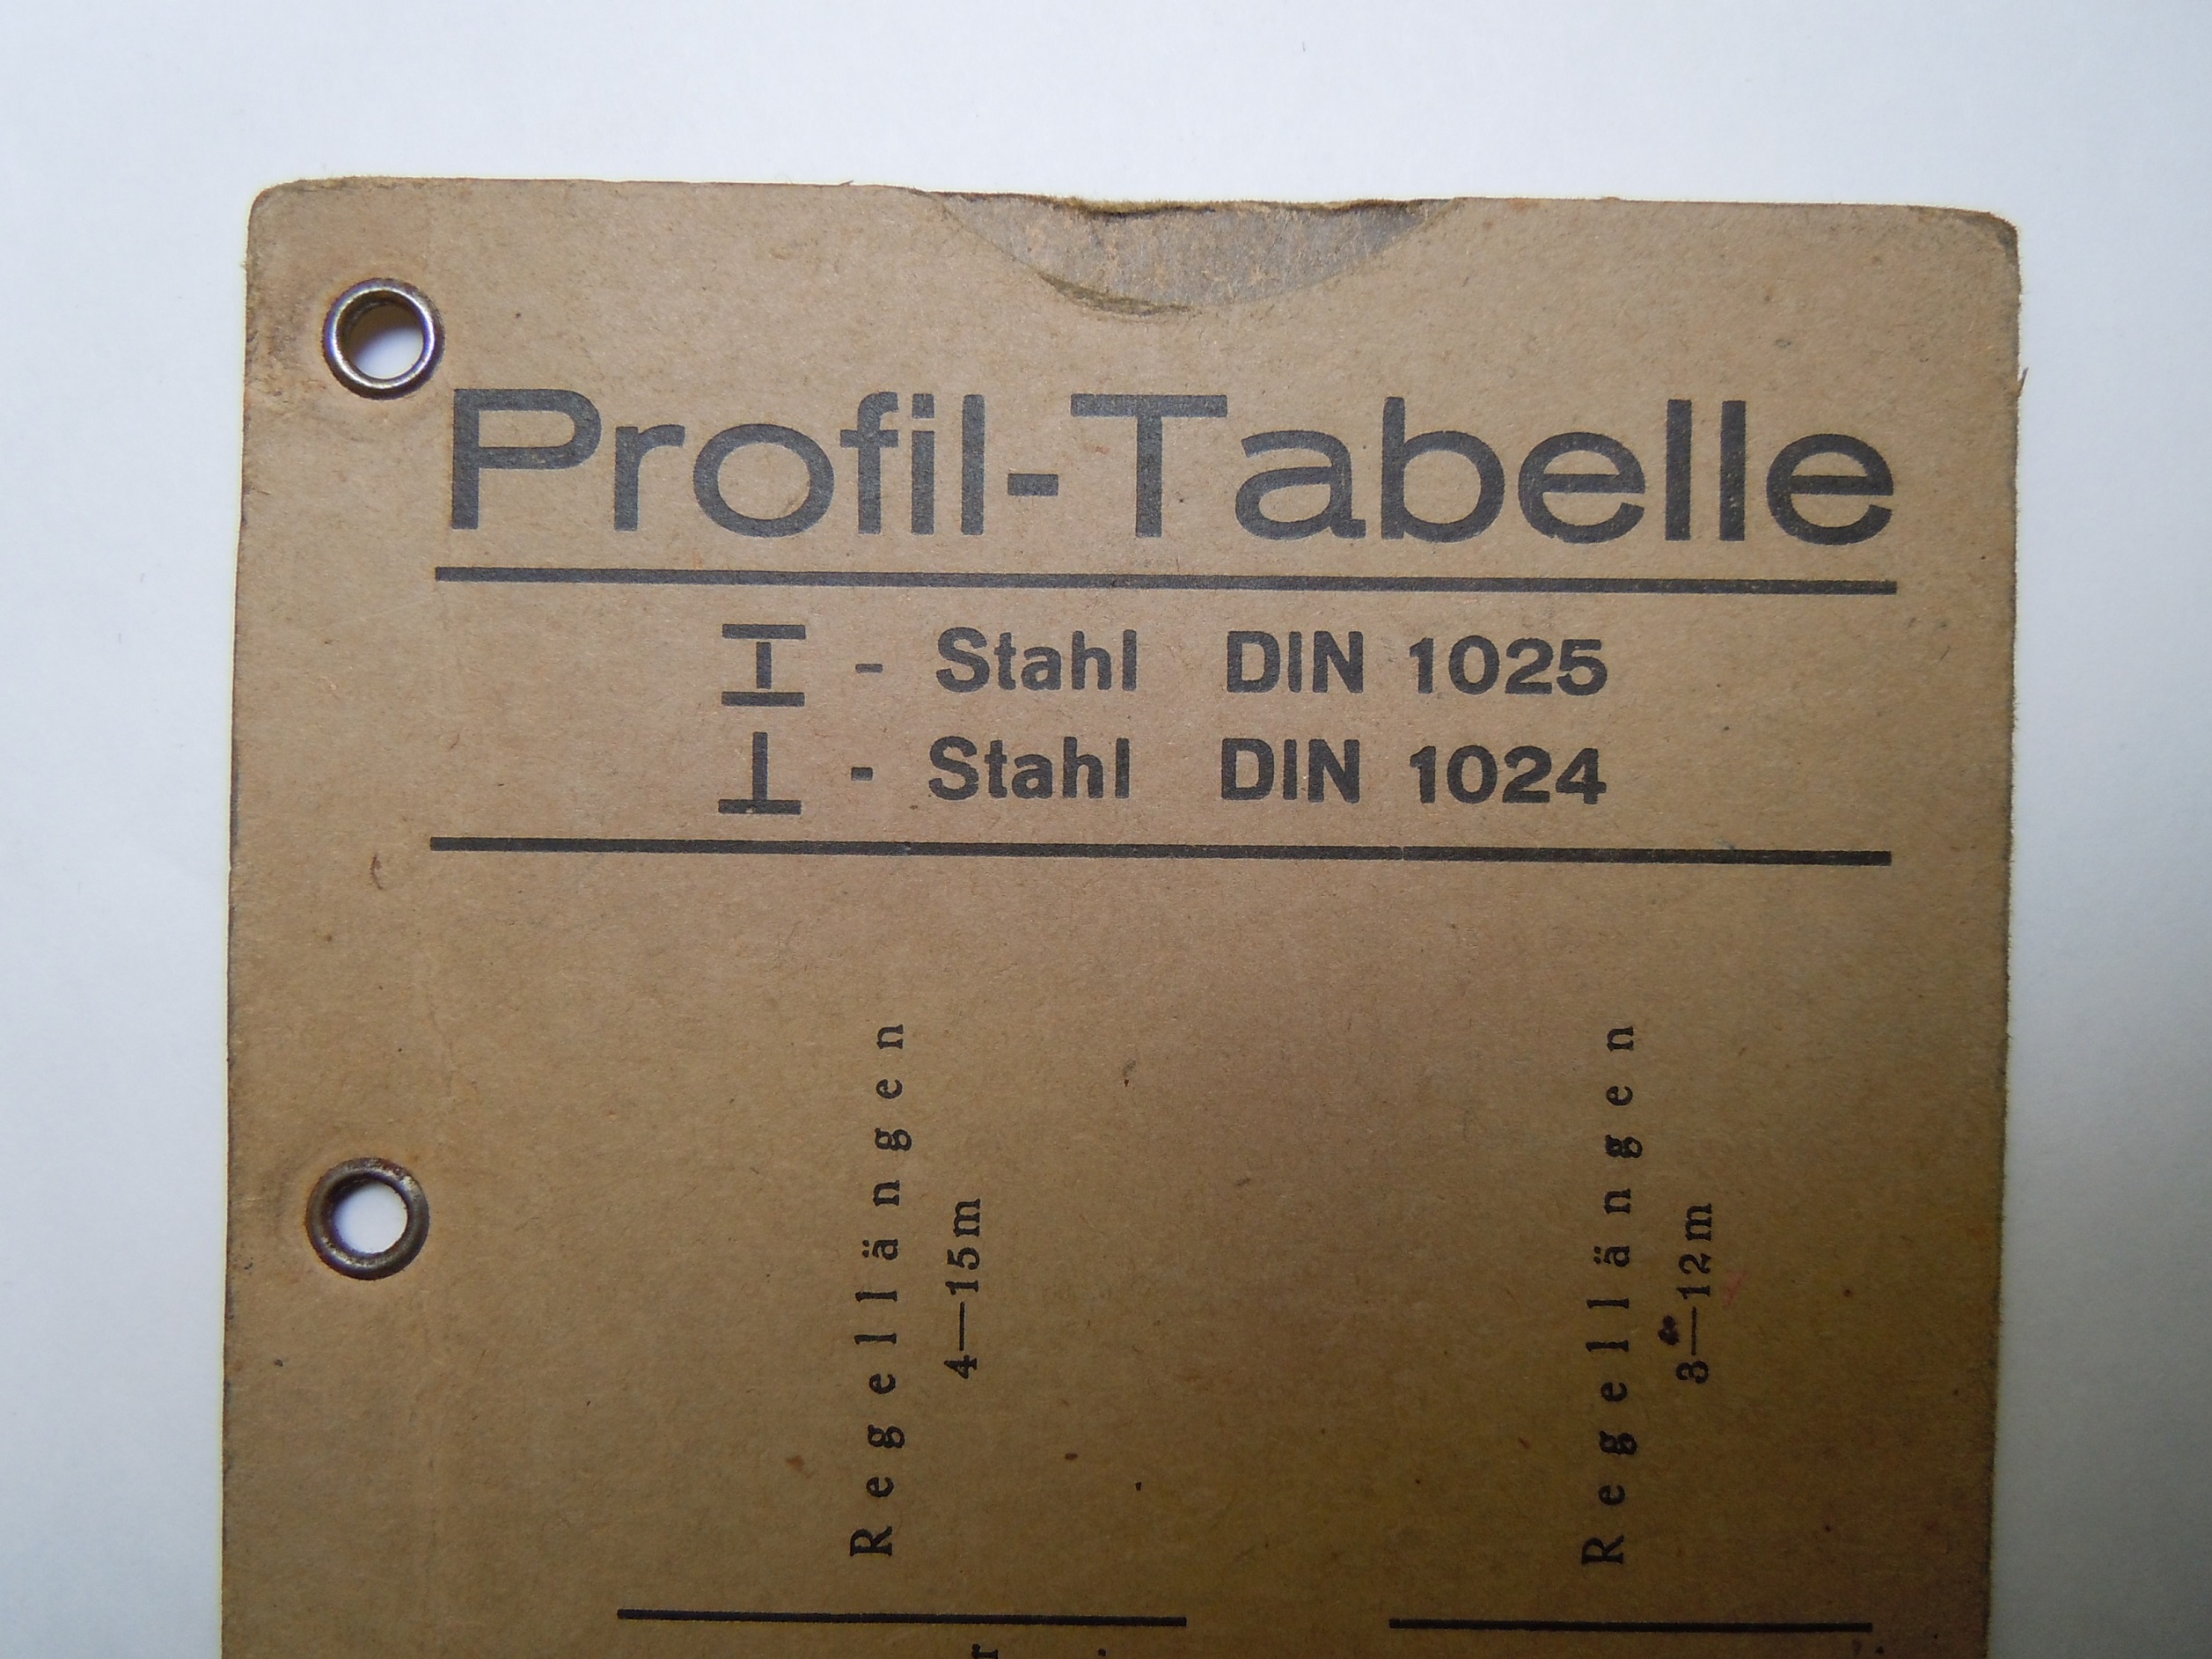 Profil-Tabelle
I - Stahl DIN 1025
⊥ - Stahl DIN 1024
Regellängen
4—15m
Regellängen
3—12m